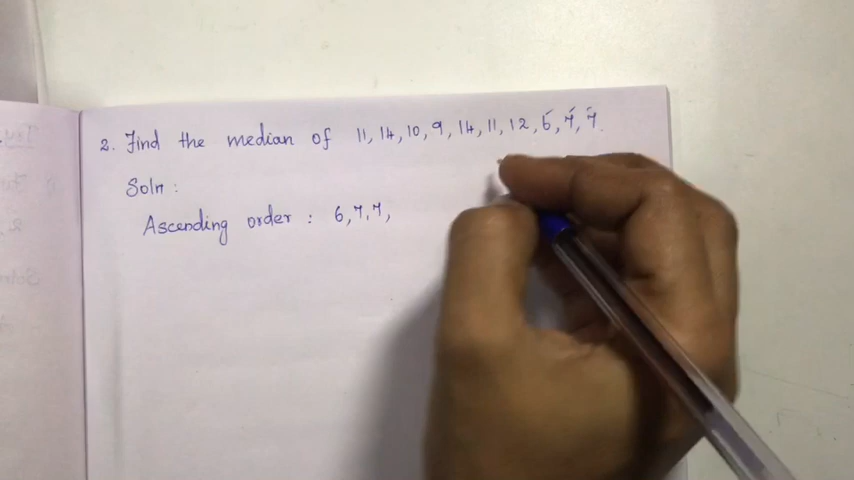 2. Find the median of 11, 14, 10, 9, 14, 11, 12, 6, 7, 7.
Soln :
Ascending order : 6, 7, 7,